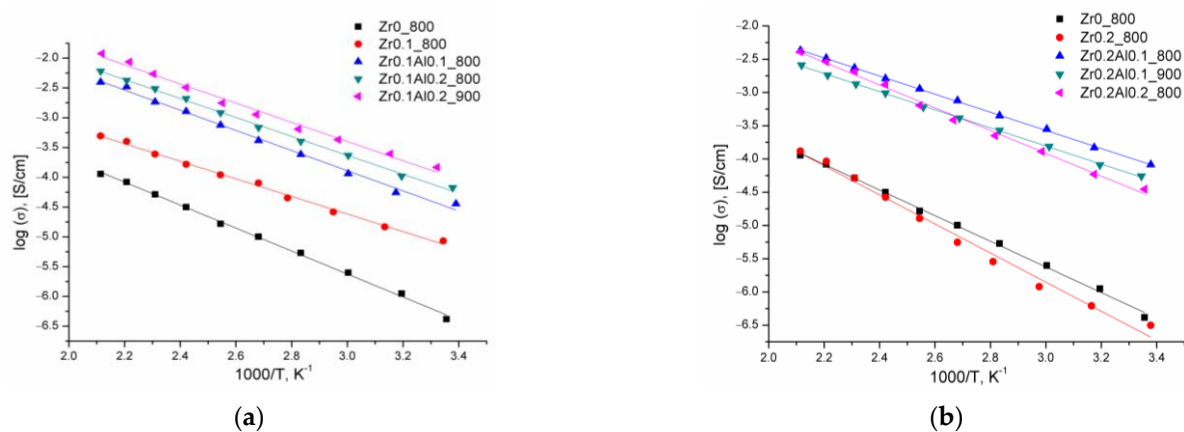 Zr0_800
Zr0.1_800
Zr0.1Al0.1_800
Zr0.1Al0.2_800
Zr0.1Al0.2_900
-2.0
-2.5
-3.0
-3.5
-4.0
-4.5
-5.0
-5.5
-6.0
-6.5
log (σ), [S/cm]
2.0 2.2 2.4 2.6 2.8 3.0 3.2 3.4
1000/T, K⁻¹
(a)
Zr0_800
Zr0.2_800
Zr0.2Al0.1_800
Zr0.2Al0.1_900
Zr0.2Al0.2_800
-2.0
-2.5
-3.0
-3.5
-4.0
-4.5
-5.0
-5.5
-6.0
-6.5
log (σ), [S/cm]
2.0 2.2 2.4 2.6 2.8 3.0 3.2 3.4
1000/T, K⁻¹
(b)